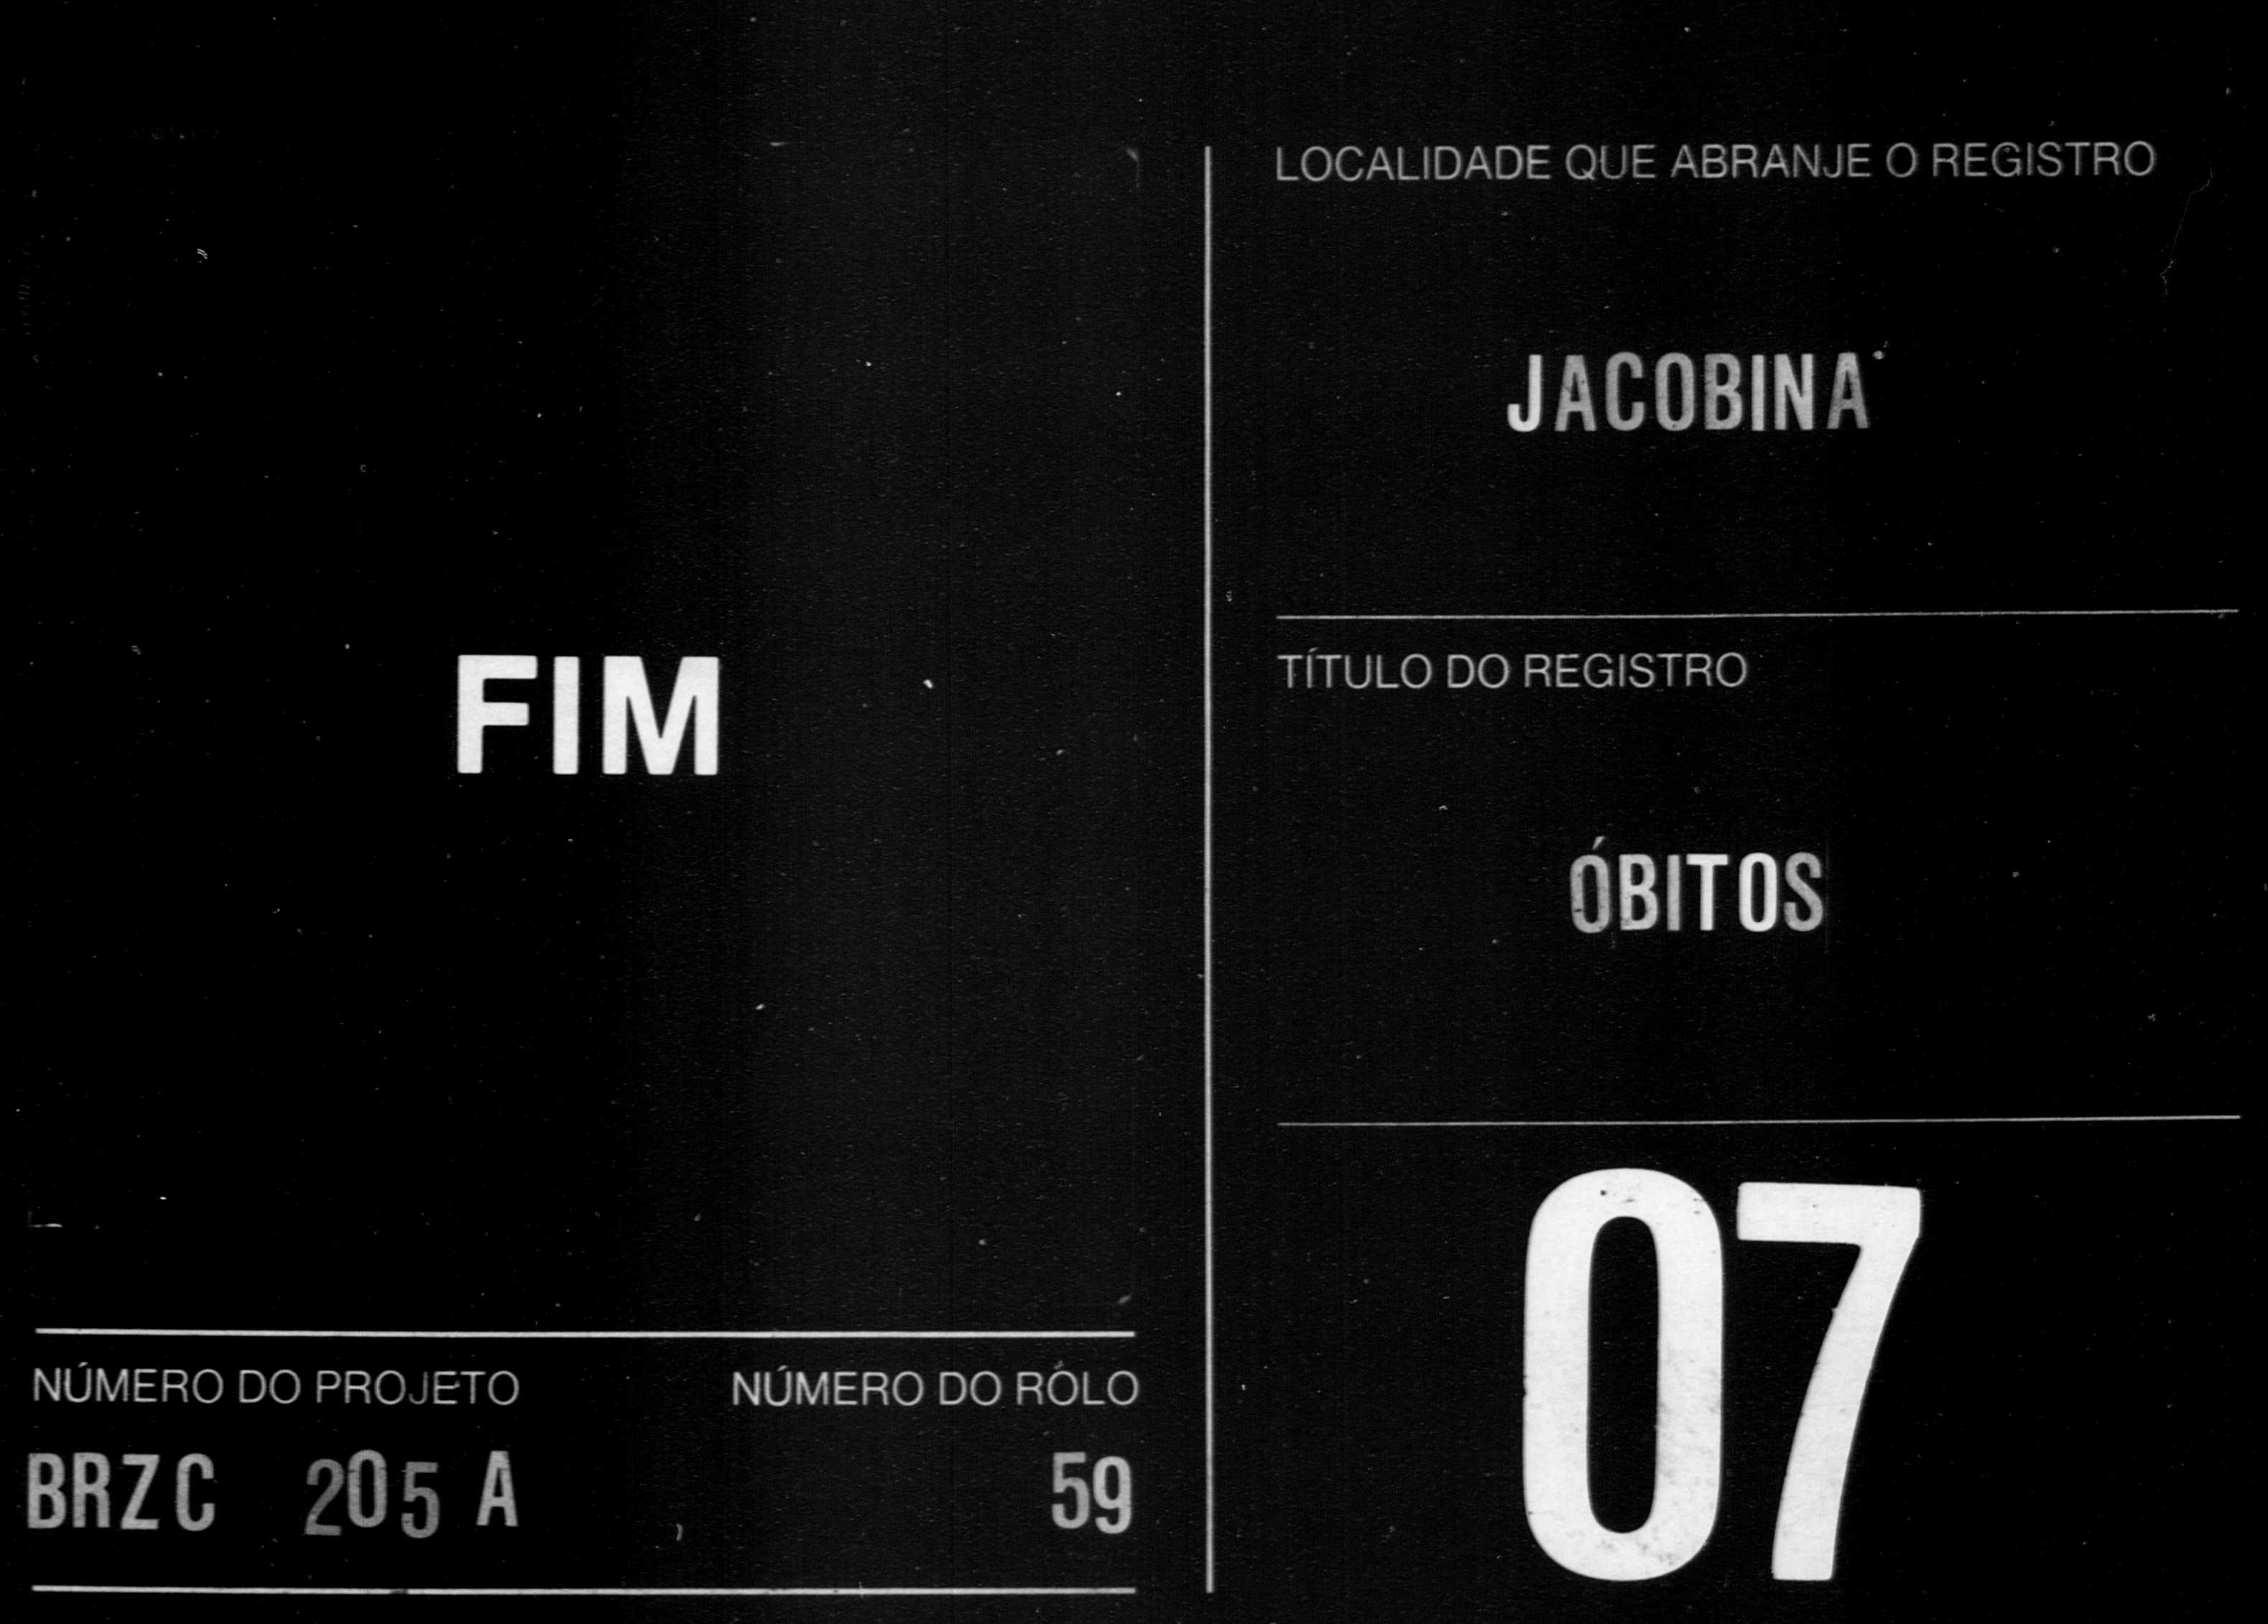 FIM
NÚMERO DO PROJETO
BRZC 205 A
NÚMERO DO RÔLO
59
LOCALIDADE QUE ABRANJE O REGISTRO
JACOBINA
TÍTULO DO REGISTRO
ÓBITOS
07